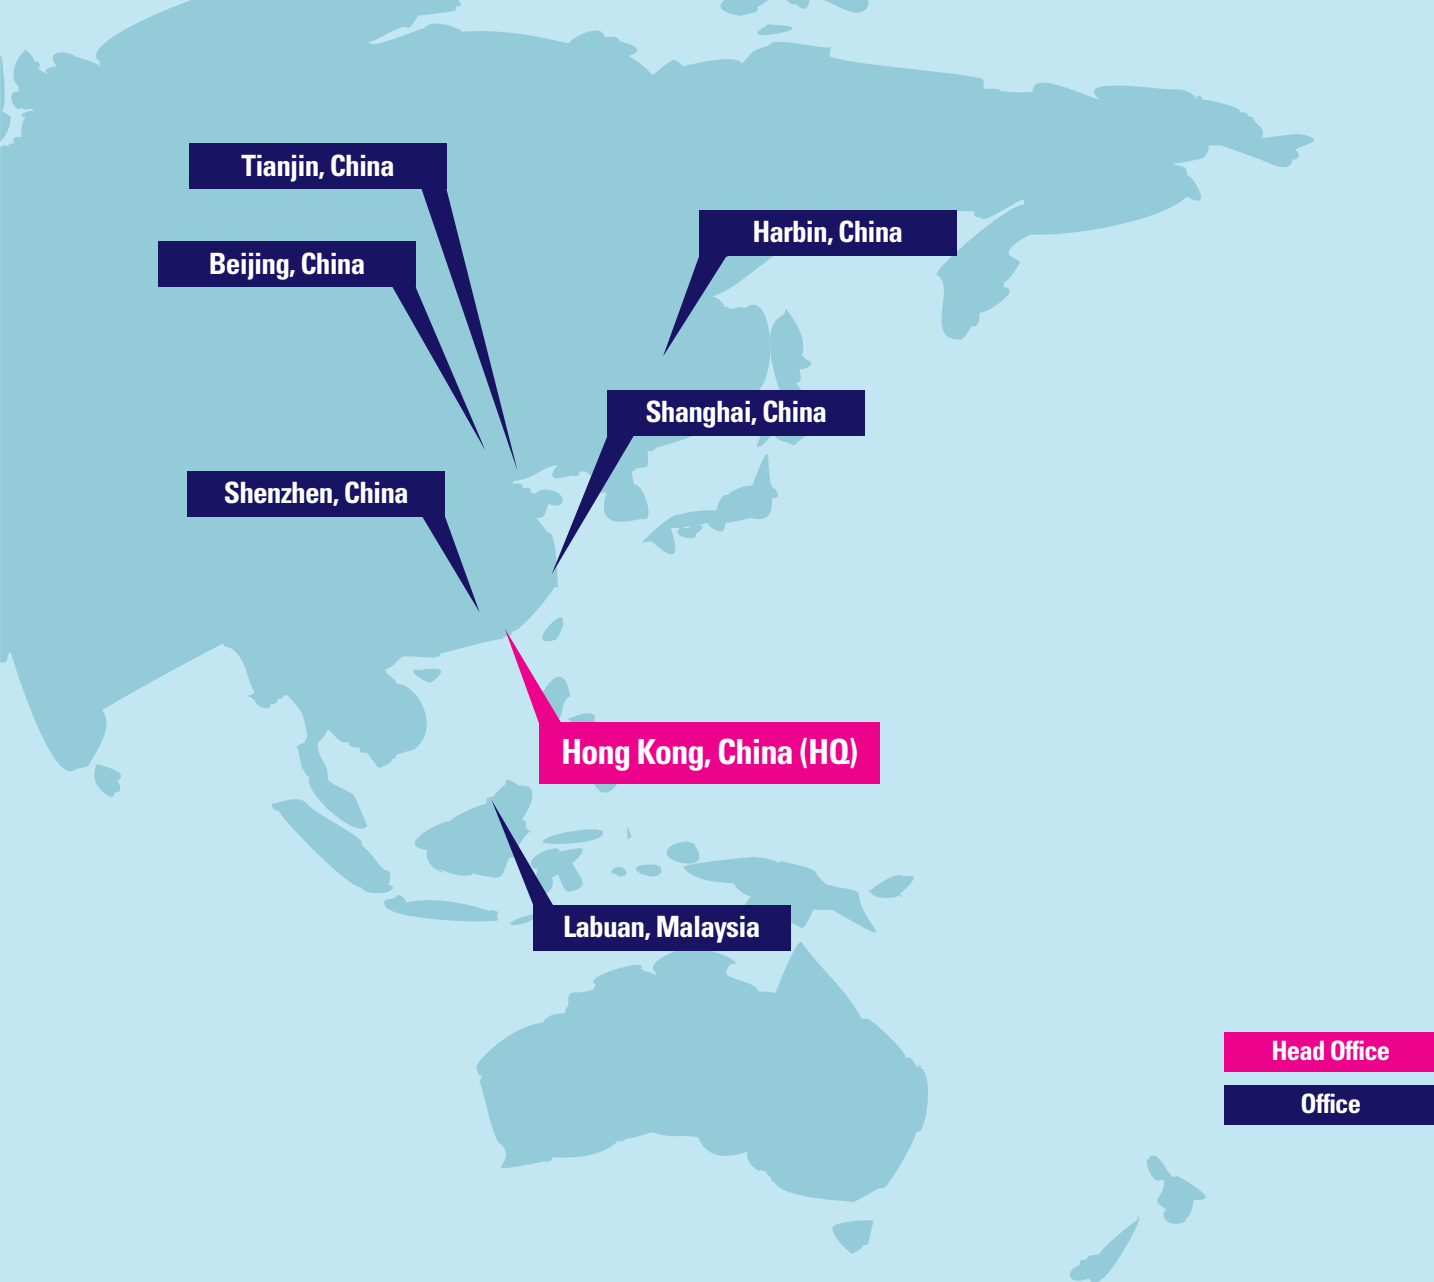 Tianjin, China
Harbin, China
Beijing, China
Shanghai, China
Shenzhen, China
Hong Kong, China (HQ)
Labuan, Malaysia
Head Office
Office